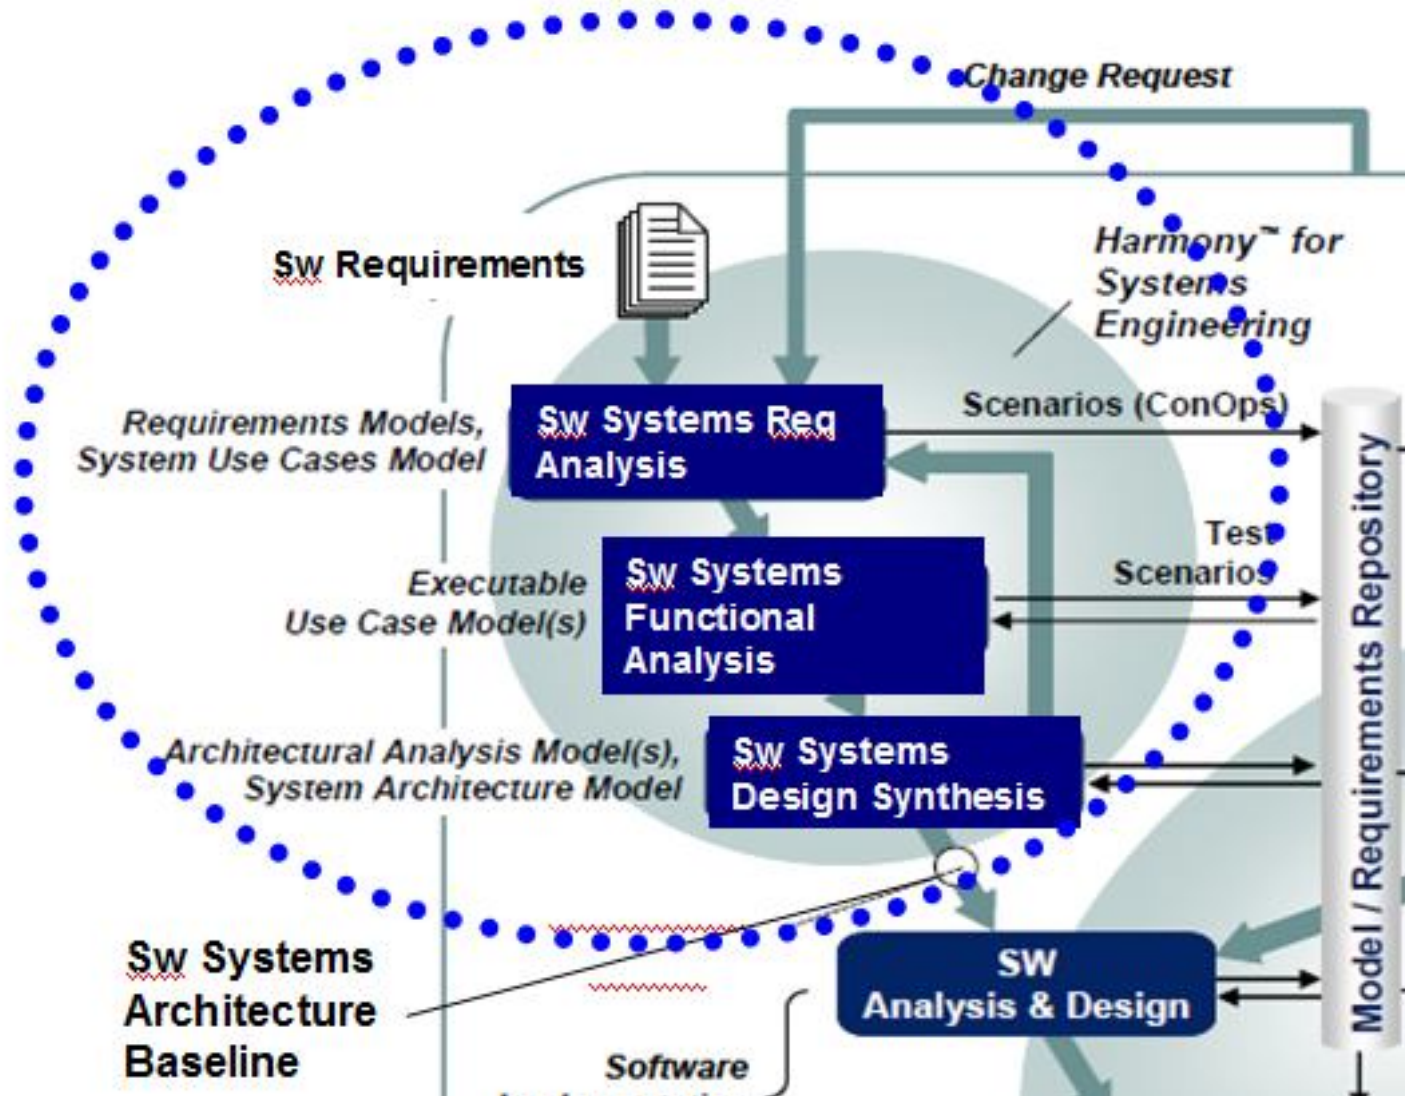 Change Request
Harmony™ for
Systems
Engineering
Sw Requirements
Requirements Models,
System Use Cases Model
Sw Systems Req
Analysis
Scenarios (ConOps)
Executable
Use Case Model(s)
Sw Systems
Functional
Analysis
Test
Scenarios
Architectural Analysis Model(s),
System Architecture Model
Sw Systems
Design Synthesis
Model / Requirements Repository
Sw Systems
Architecture
Baseline
SW
Analysis & Design
Software